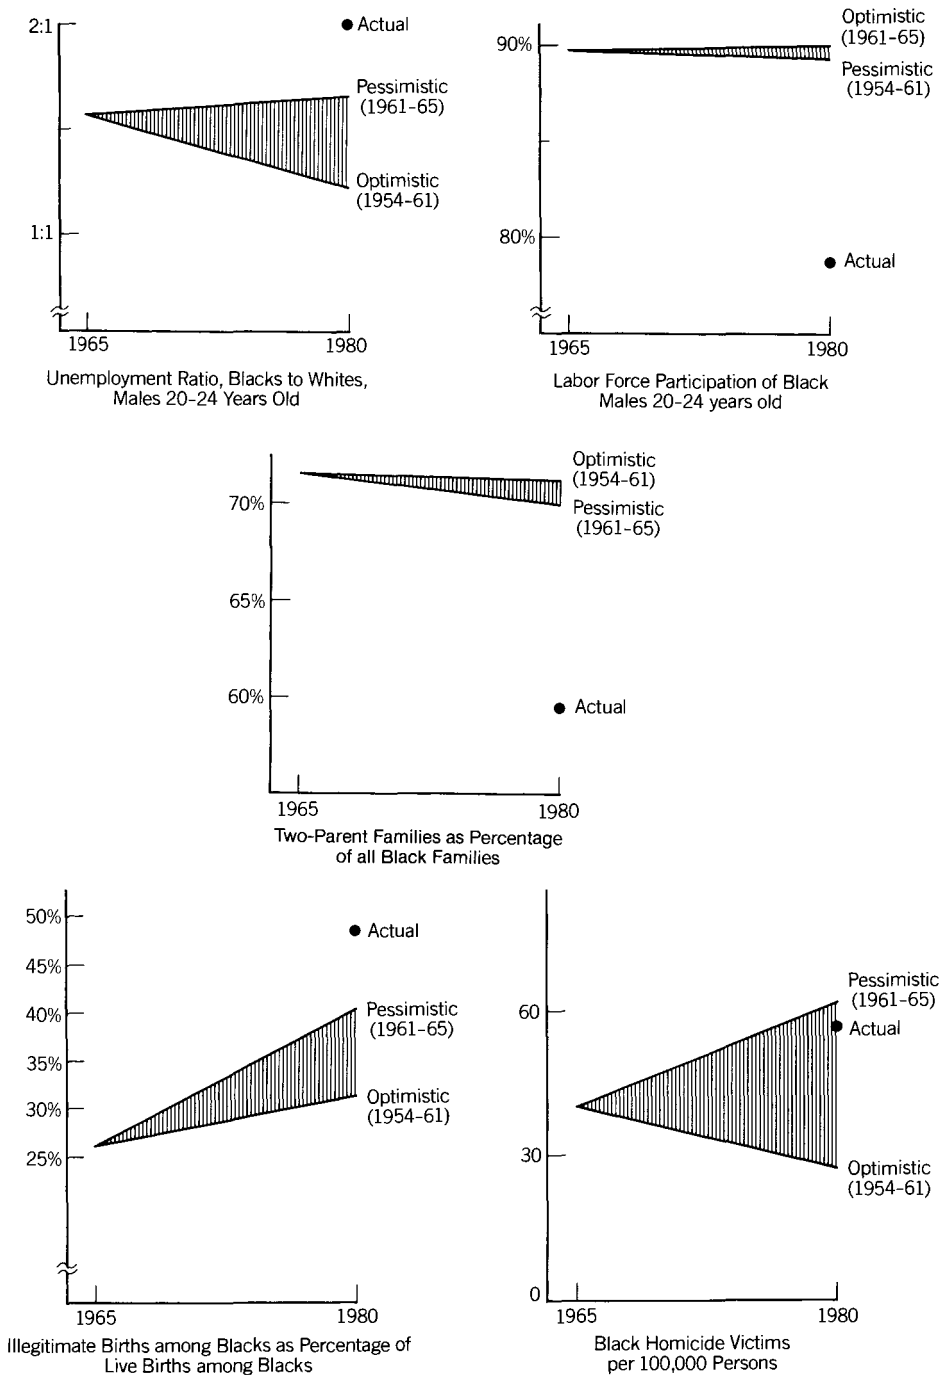 2:1
Actual
Pessimistic
(1961–65)
Optimistic
(1954–61)
1:1
1965
1980
Unemployment Ratio, Blacks to Whites,
Males 20–24 Years Old
90%
Optimistic
(1961–65)
Pessimistic
(1954–61)
80%
Actual
1965
1980
Labor Force Participation of Black
Males 20–24 years old
70%
Optimistic
(1954–61)
Pessimistic
(1961–65)
65%
60%
Actual
1965
1980
Two-Parent Families as Percentage
of all Black Families
50%
Actual
45%
40%
Pessimistic
(1961–65)
35%
30%
Optimistic
(1954–61)
25%
1965
1980
Illegitimate Births among Blacks as Percentage of
Live Births among Blacks
Pessimistic
(1961–65)
60
Actual
30
Optimistic
(1954–61)
0
1965
1980
Black Homicide Victims
per 100,000 Persons